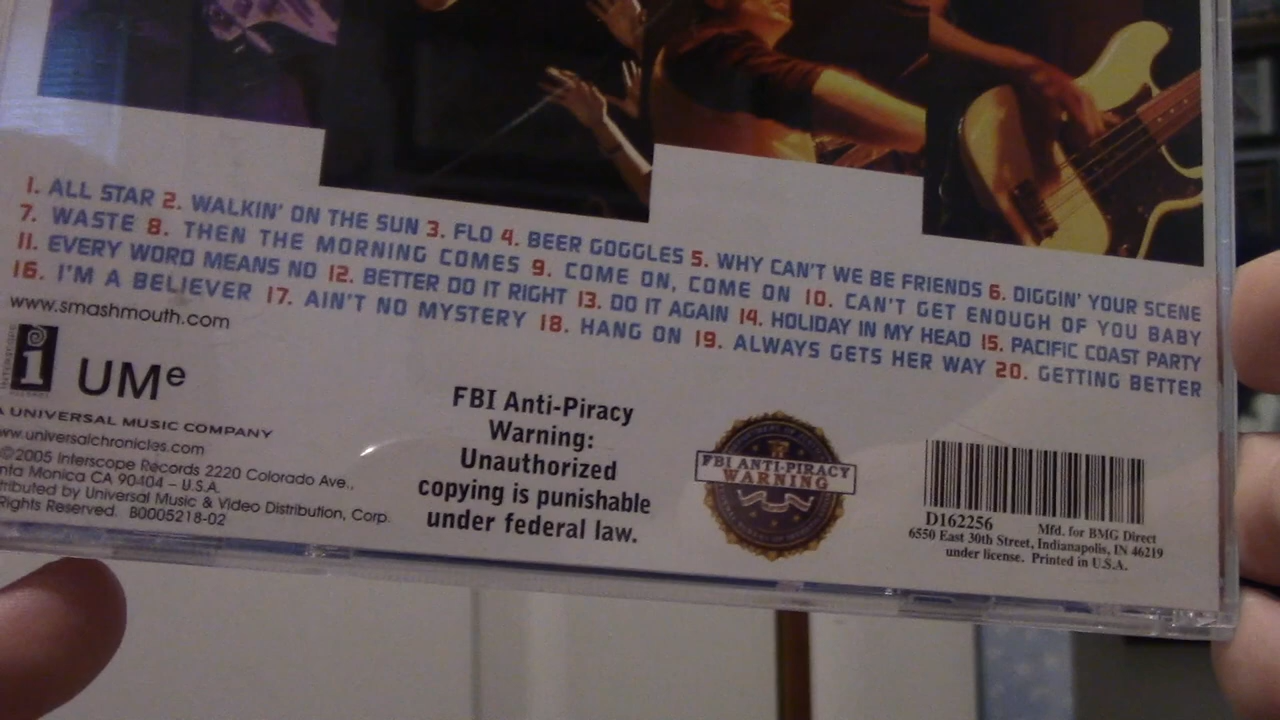 1. ALL STAR 2. WALKIN' ON THE SUN 3. FLO 4. BEER GOGGLES 5. WHY CAN'T WE BE FRIENDS 6. DIGGIN' YOUR SCENE
7. WASTE 8. THEN THE MORNING COMES 9. COME ON, COME ON 10. CAN'T GET ENOUGH OF YOU BABY
11. EVERY WORD MEANS NO 12. BETTER DO IT RIGHT 13. DO IT AGAIN 14. HOLIDAY IN MY HEAD 15. PACIFIC COAST PARTY
16. I'M A BELIEVER 17. AIN'T NO MYSTERY 18. HANG ON 19. ALWAYS GETS HER WAY 20. GETTING BETTER
www.smashmouth.com
INTERSCOPE
i
UMe
A UNIVERSAL MUSIC COMPANY
ww.universalchronicles.com
©2005 Interscope Records 2220 Colorado Ave.,
nta Monica CA 90404 – U.S.A.
tributed by Universal Music & Video Distribution, Corp.
Rights Reserved. B0005218-02
FBI Anti-Piracy
Warning:
Unauthorized
copying is punishable
under federal law.
FBI ANTI-PIRACY
WARNING
D162256 Mfd. for BMG Direct
6550 East 30th Street, Indianapolis, IN 46219
under license. Printed in U.S.A.